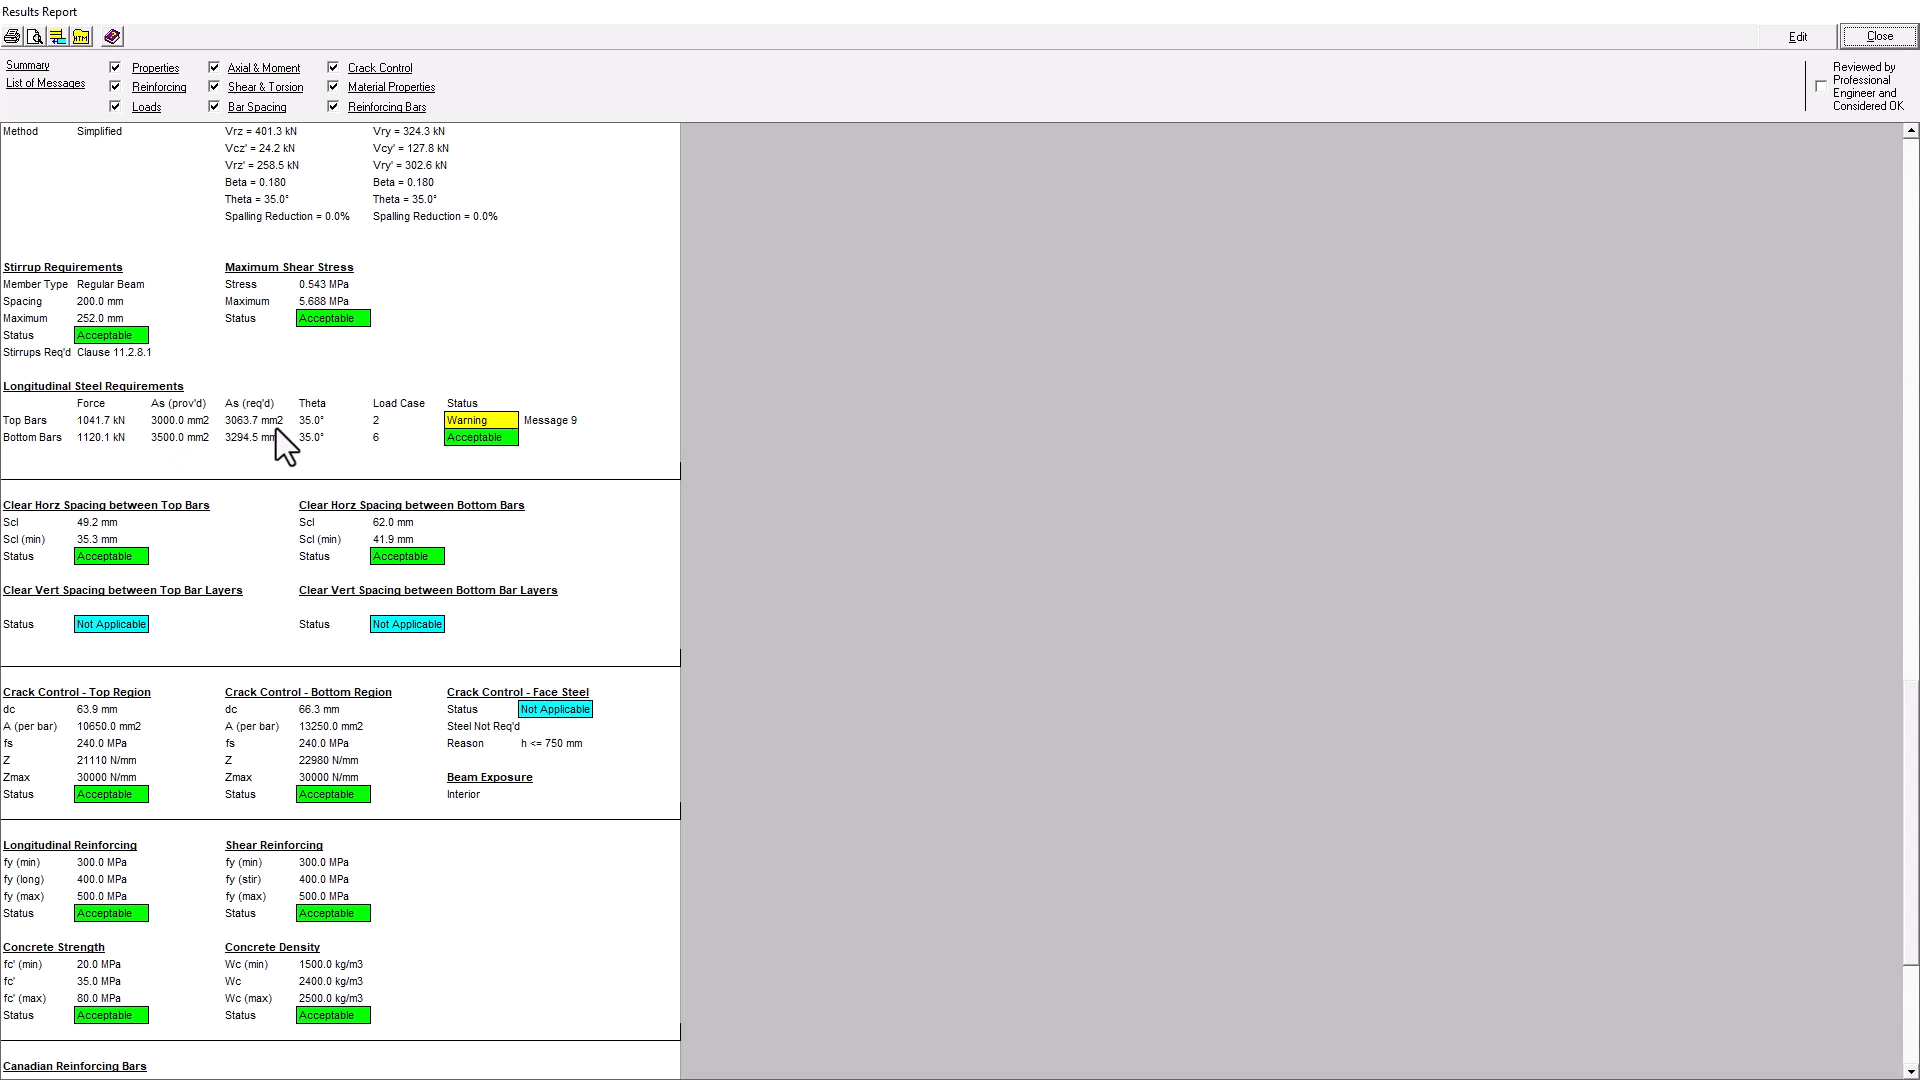 Results Report
HTM
Edit
Close
Summary
List of Messages
Properties
Reinforcing
Loads
Axial & Moment
Shear & Torsion
Bar Spacing
Crack Control
Material Properties
Reinforcing Bars
Reviewed by
Professional
Engineer and
Considered OK
Method Simplified Vrz = 401.3 kN Vry = 324.3 kN
Vcz' = 24.2 kN Vcy' = 127.8 kN
Vrz' = 258.5 kN Vry' = 302.6 kN
Beta = 0.180 Beta = 0.180
Theta = 35.0° Theta = 35.0°
Spalling Reduction = 0.0% Spalling Reduction = 0.0%
Stirrup Requirements Maximum Shear Stress
Member Type Regular Beam Stress 0.543 MPa
Spacing 200.0 mm Maximum 5.688 MPa
Maximum 252.0 mm Status Acceptable
Status Acceptable
Stirrups Req'd Clause 11.2.8.1
Longitudinal Steel Requirements
Force As (prov'd) As (req'd) Theta Load Case Status
Top Bars 1041.7 kN 3000.0 mm2 3063.7 mm2 35.0° 2 Warning Message 9
Bottom Bars 1120.1 kN 3500.0 mm2 3294.5 mm 35.0° 6 Acceptable
Clear Horz Spacing between Top Bars Clear Horz Spacing between Bottom Bars
Scl 49.2 mm Scl 62.0 mm
Scl (min) 35.3 mm Scl (min) 41.9 mm
Status Acceptable Status Acceptable
Clear Vert Spacing between Top Bar Layers Clear Vert Spacing between Bottom Bar Layers
Status Not Applicable Status Not Applicable
Crack Control - Top Region Crack Control - Bottom Region Crack Control - Face Steel
dc 63.9 mm dc 66.3 mm Status Not Applicable
A (per bar) 10650.0 mm2 A (per bar) 13250.0 mm2 Steel Not Req'd
fs 240.0 MPa fs 240.0 MPa Reason h <= 750 mm
Z 21110 N/mm Z 22980 N/mm
Zmax 30000 N/mm Zmax 30000 N/mm Beam Exposure
Status Acceptable Status Acceptable Interior
Longitudinal Reinforcing Shear Reinforcing
fy (min) 300.0 MPa fy (min) 300.0 MPa
fy (long) 400.0 MPa fy (stir) 400.0 MPa
fy (max) 500.0 MPa fy (max) 500.0 MPa
Status Acceptable Status Acceptable
Concrete Strength Concrete Density
fc' (min) 20.0 MPa Wc (min) 1500.0 kg/m3
fc' 35.0 MPa Wc 2400.0 kg/m3
fc' (max) 80.0 MPa Wc (max) 2500.0 kg/m3
Status Acceptable Status Acceptable
Canadian Reinforcing Bars